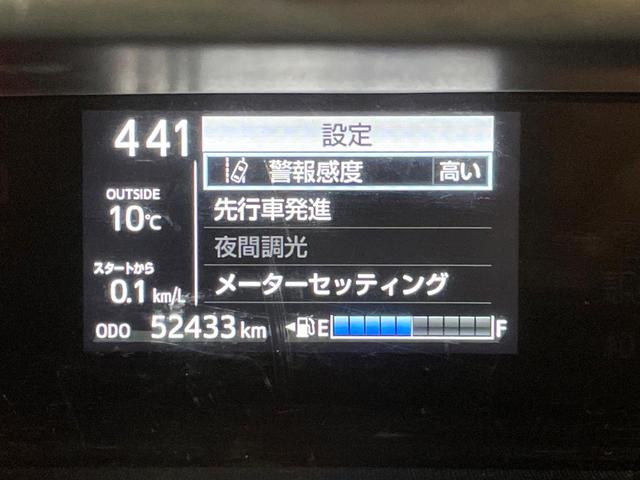 4:41
設定
警報感度 高い
OUTSIDE
10℃
先行車発進
夜間調光
スタートから
0.1 km/L
メーターセッティング
ODO 52433 km
E F